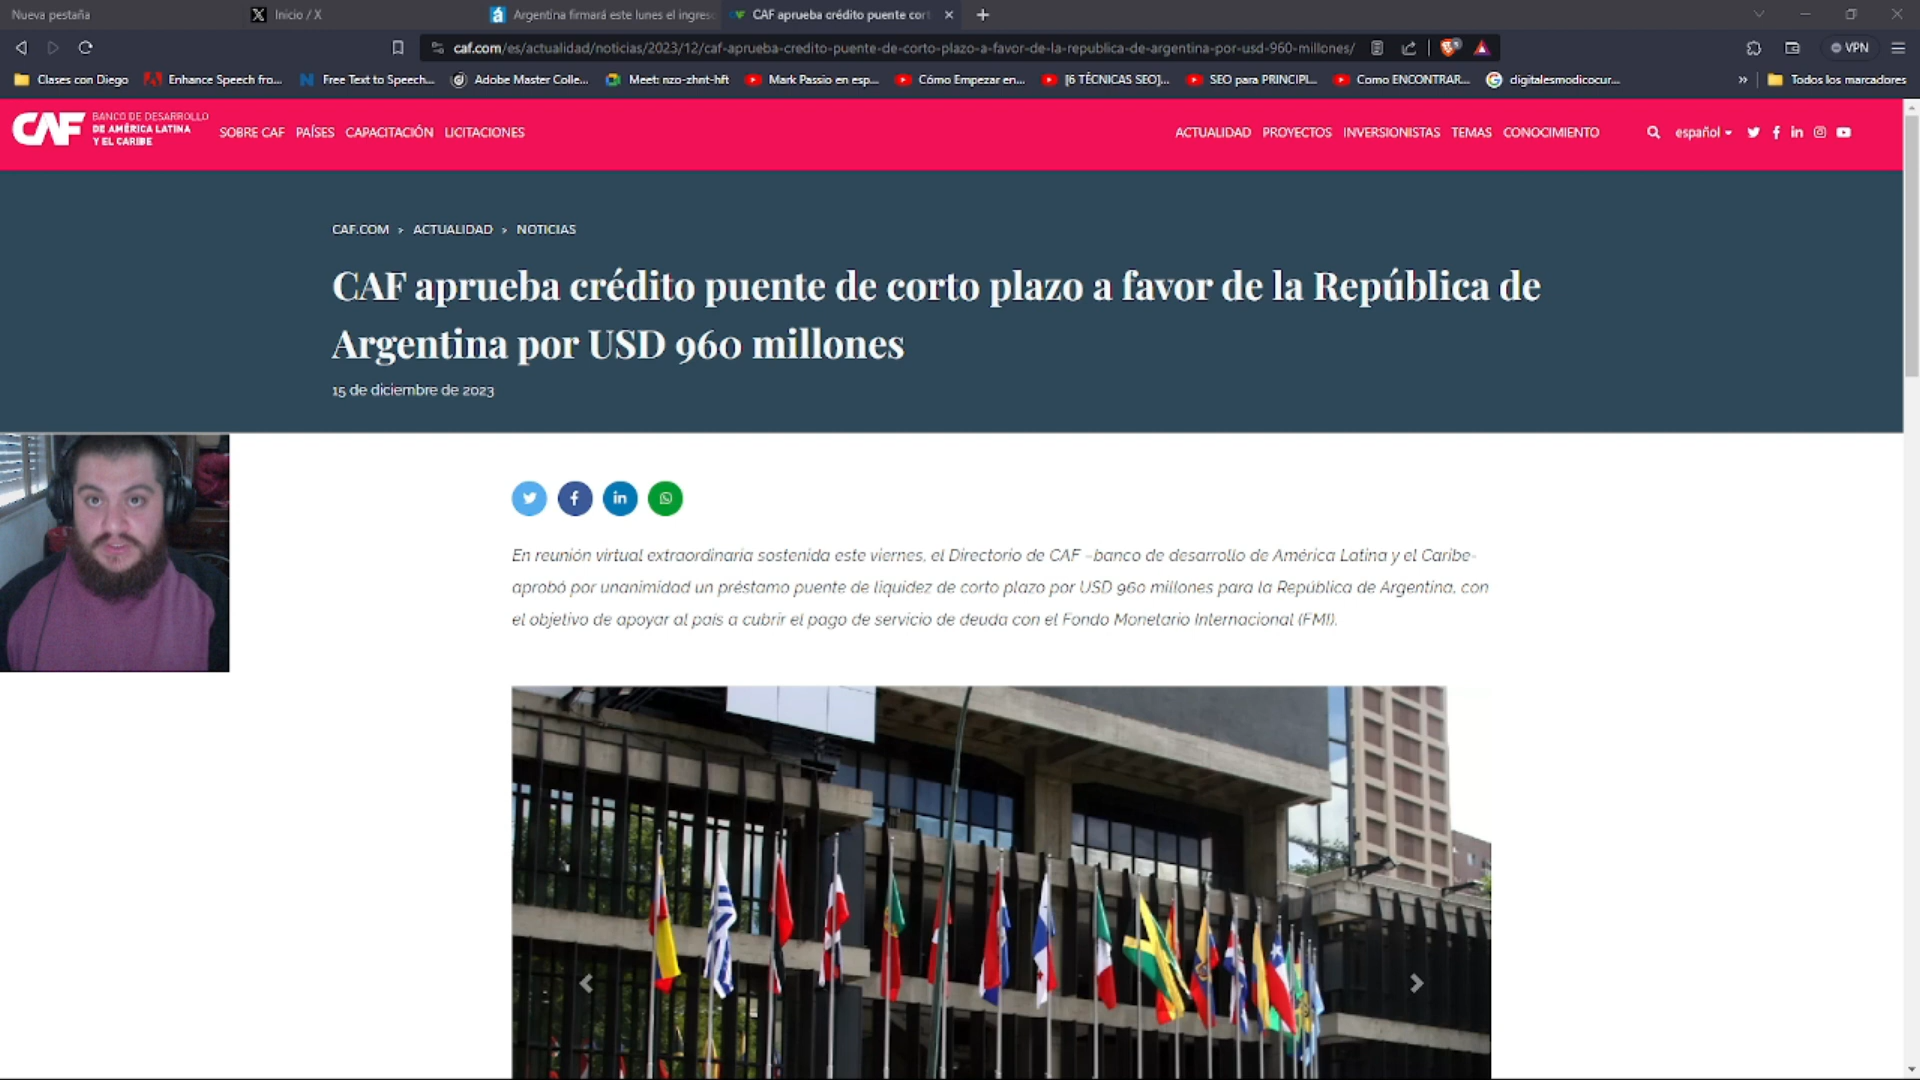 Nueva pestaña
Inicio / X
Argentina firmará este lunes el ingres
CAF aprueba crédito puente cor
caf.com/es/actualidad/noticias/2023/12/caf-aprueba-credito-puente-de-corto-plazo-a-favor-de-la-republica-de-argentina-por-usd-960-millones/
VPN
Clases con Diego
Enhance Speech fro...
Free Text to Speech...
Adobe Master Colle...
Meet: nzo-zhnt-hft
Mark Passio en esp...
Cómo Empezar en...
[6 TÉCNICAS SEO]...
SEO para PRINCIPI...
Como ENCONTRAR...
digitalesmodicocur...
»
Todos los marcadores
CAF
BANCO DE DESARROLLO
DE AMÉRICA LATINA
Y EL CARIBE
SOBRE CAF
PAÍSES
CAPACITACIÓN
LICITACIONES
ACTUALIDAD
PROYECTOS
INVERSIONISTAS
TEMAS
CONOCIMIENTO
español
CAF.COM > ACTUALIDAD > NOTICIAS
CAF aprueba crédito puente de corto plazo a favor de la República de
Argentina por USD 960 millones
15 de diciembre de 2023
En reunión virtual extraordinaria sostenida este viernes, el Directorio de CAF –banco de desarrollo de América Latina y el Caribe-
aprobó por unanimidad un préstamo puente de liquidez de corto plazo por USD 960 millones para la República de Argentina, con
el objetivo de apoyar al país a cubrir el pago de servicio de deuda con el Fondo Monetario Internacional (FMI).